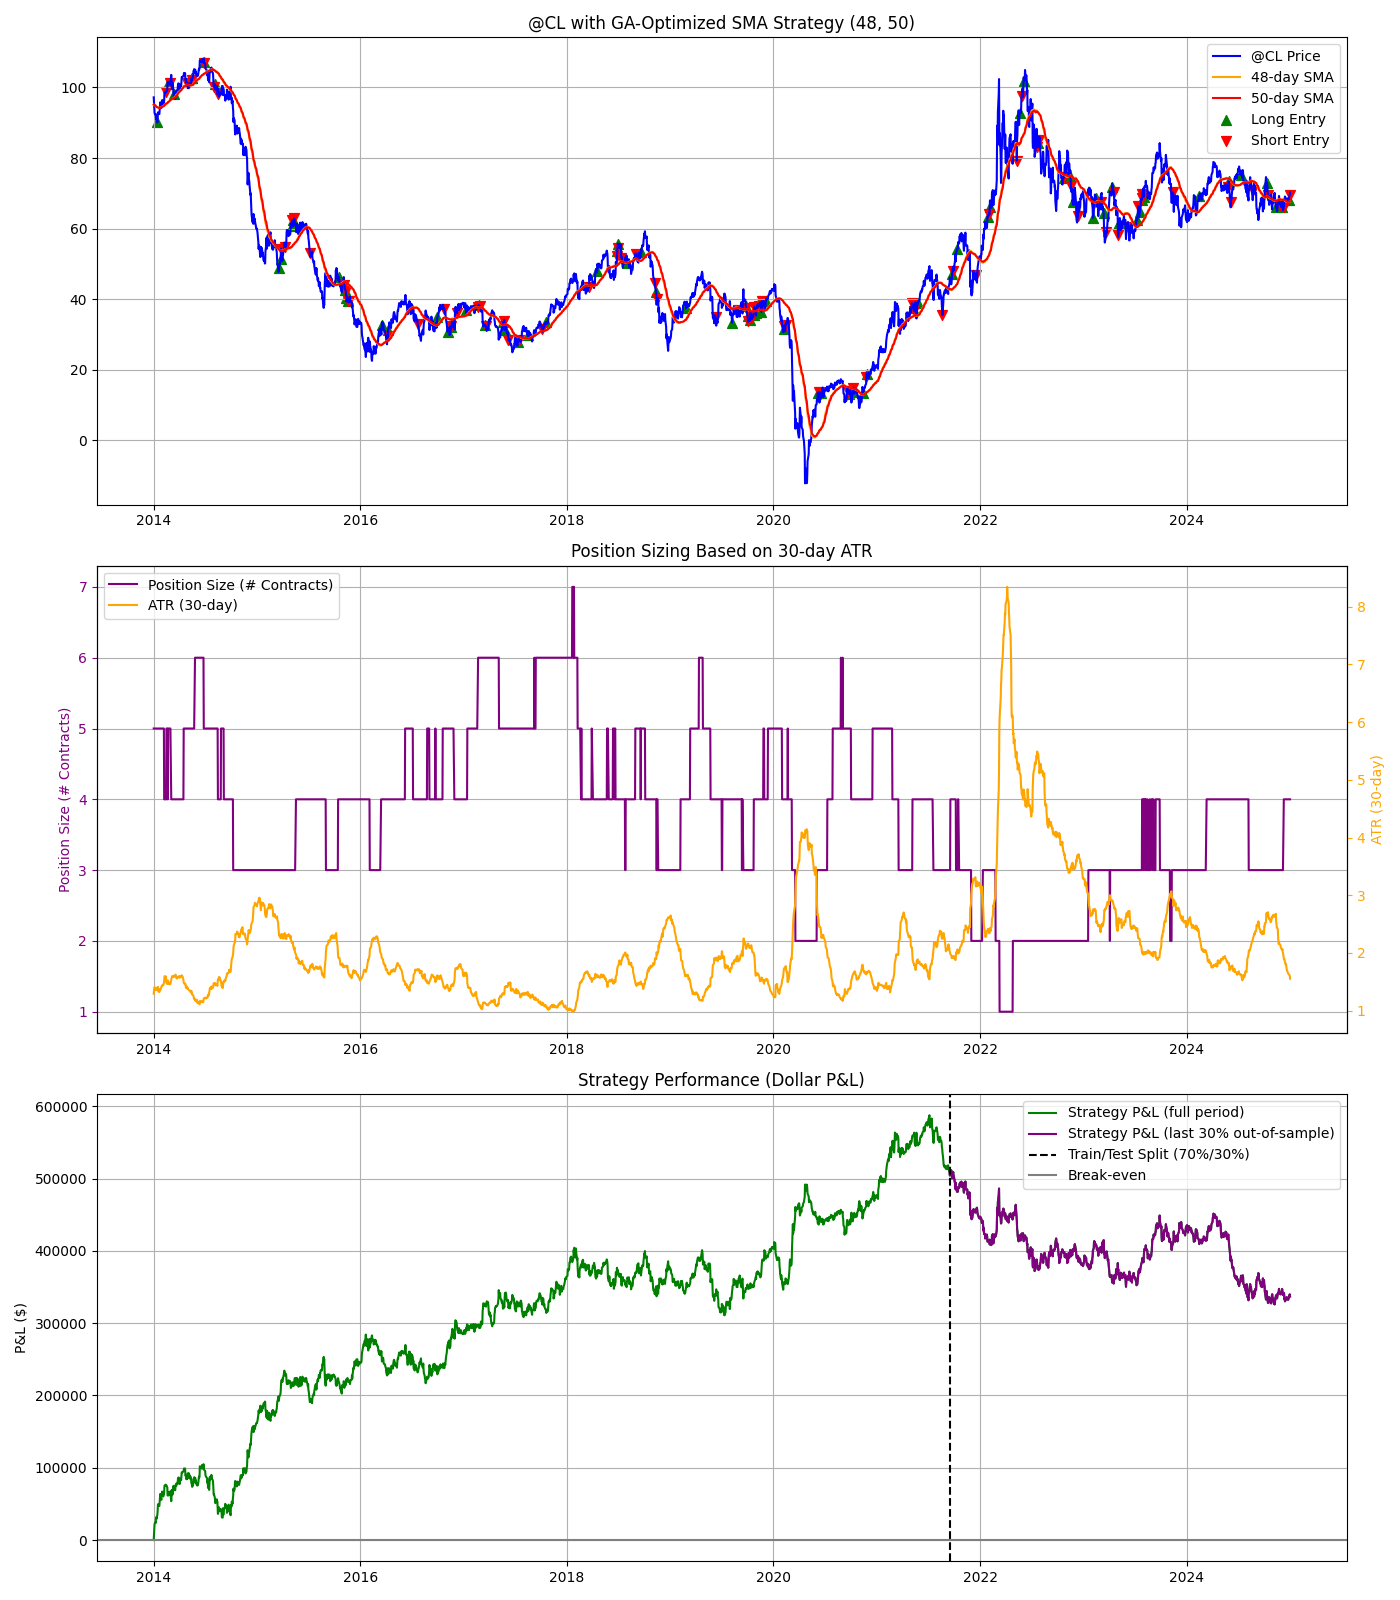 @CL with GA-Optimized SMA Strategy (48, 50)
@CL Price
48-day SMA
50-day SMA
Long Entry
Short Entry
100
80
60
40
20
0
2014 2016 2018 2020 2022 2024
Position Sizing Based on 30-day ATR
Position Size (# Contracts)
ATR (30-day)
Position Size (# Contracts)
7
6
5
4
3
2
1
8
7
6
5
4
3
2
1
ATR (30-day)
2014 2016 2018 2020 2022 2024
Strategy Performance (Dollar P&L)
Strategy P&L (full period)
Strategy P&L (last 30% out-of-sample)
Train/Test Split (70%/30%)
Break-even
P&L ($)
600000
500000
400000
300000
200000
100000
0
2014 2016 2018 2020 2022 2024